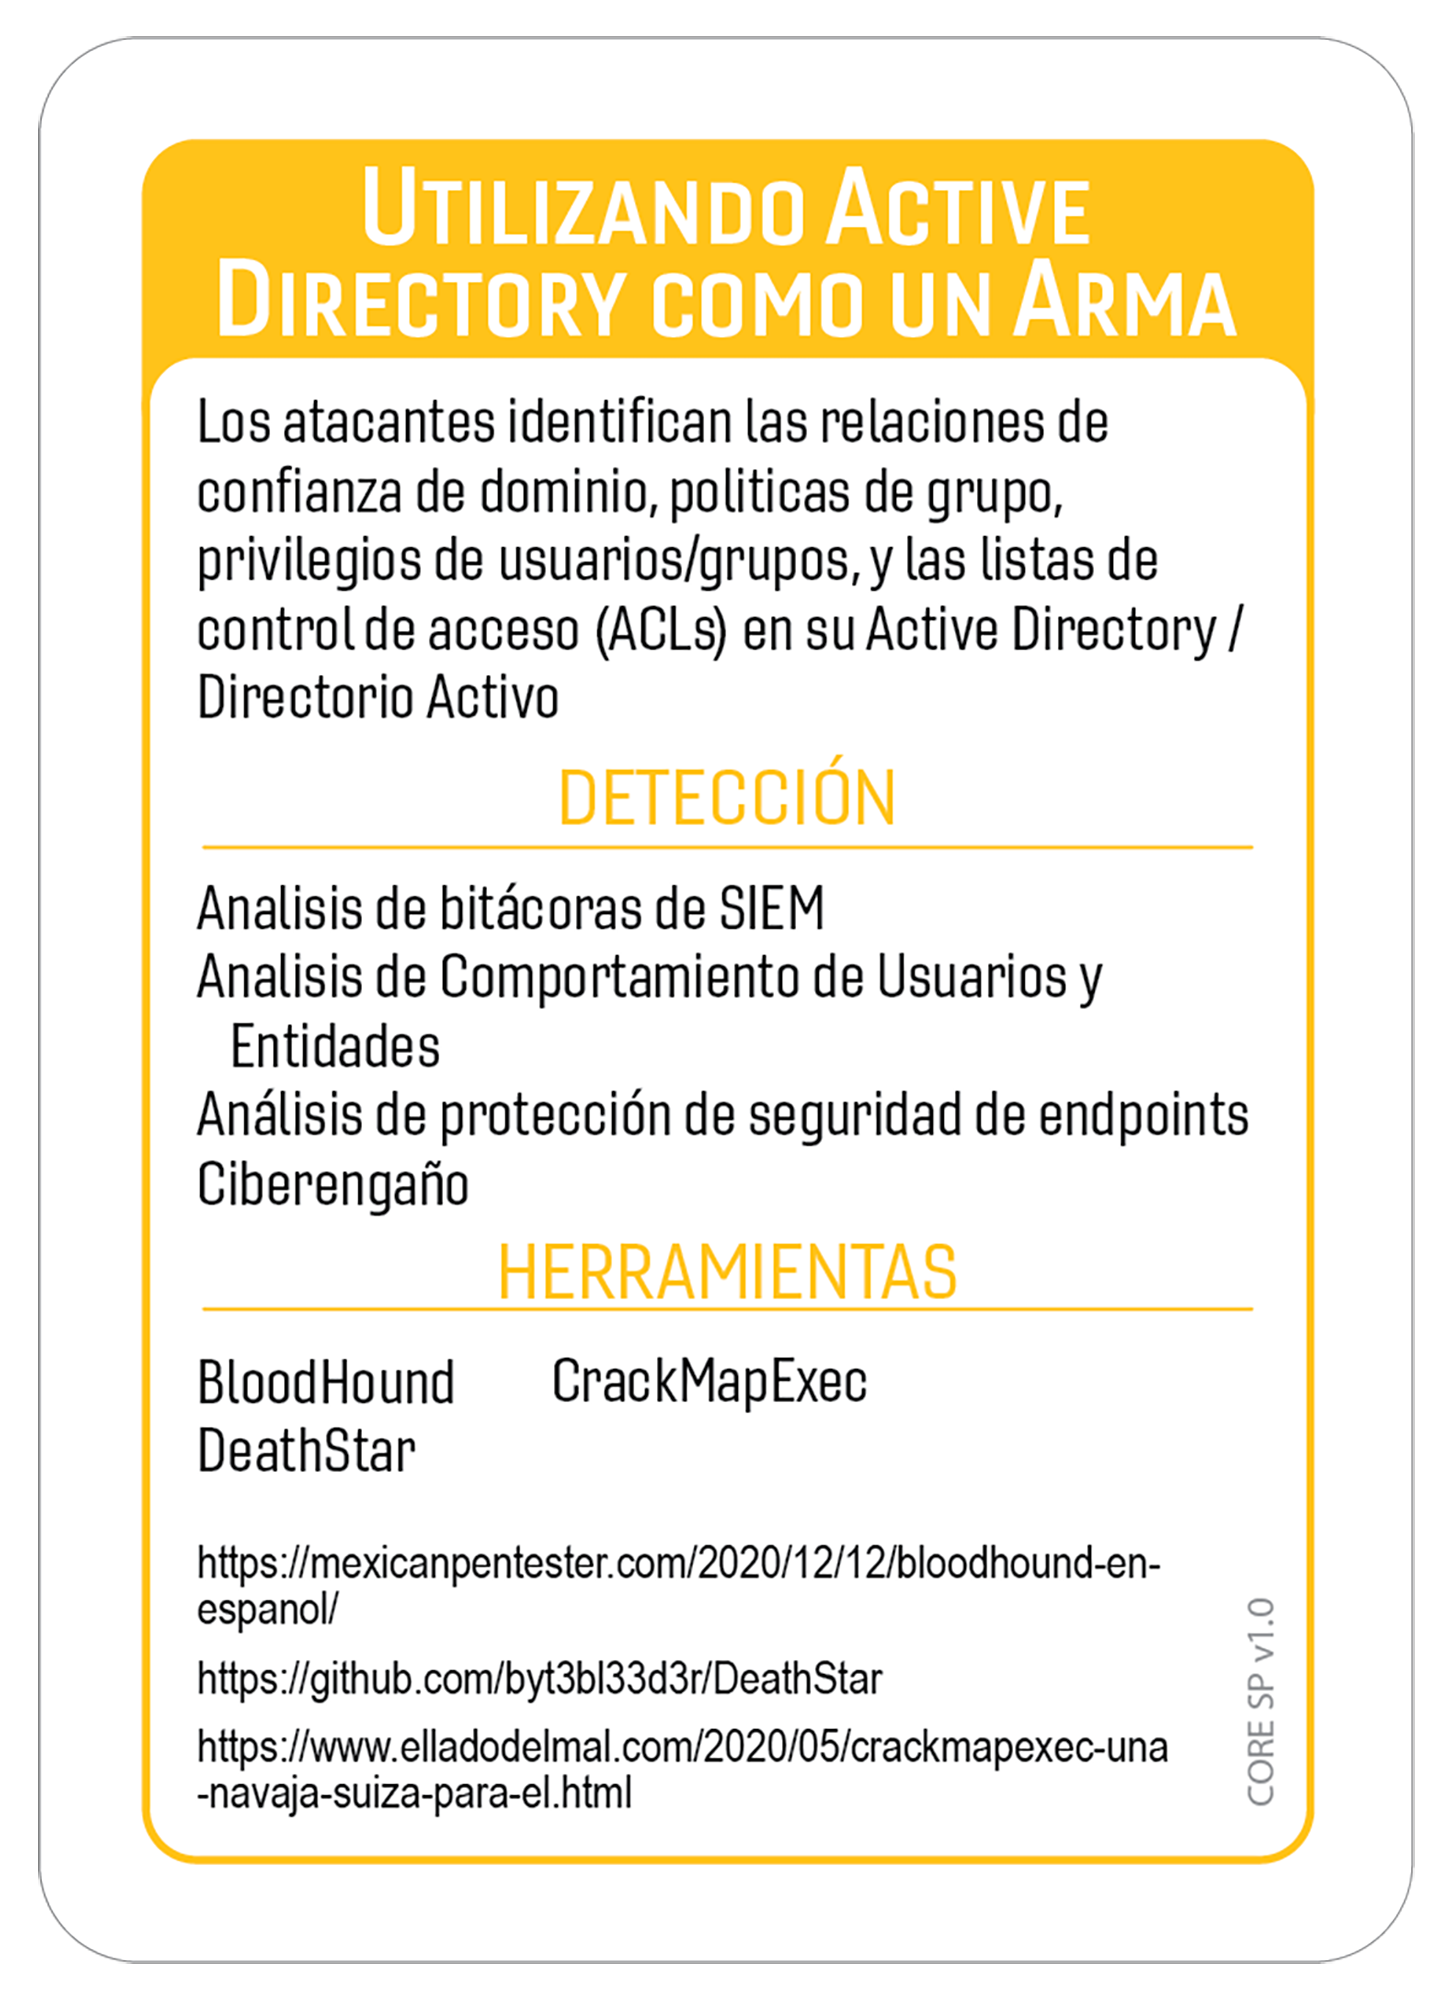 Utilizando Active
Directory como un Arma
Los atacantes identifican las relaciones de
confianza de dominio, politicas de grupo,
privilegios de usuarios/grupos, y las listas de
control de acceso (ACLs) en su Active Directory /
Directorio Activo
DETECCIÓN
Analisis de bitácoras de SIEM
Analisis de Comportamiento de Usuarios y
Entidades
Análisis de protección de seguridad de endpoints
Ciberengaño
HERRAMIENTAS
BloodHound CrackMapExec
DeathStar
https://mexicanpentester.com/2020/12/12/bloodhound-en-
espanol/
https://github.com/byt3bl33d3r/DeathStar
https://www.elladodelmal.com/2020/05/crackmapexec-una
-navaja-suiza-para-el.html
CORE SP v1.0